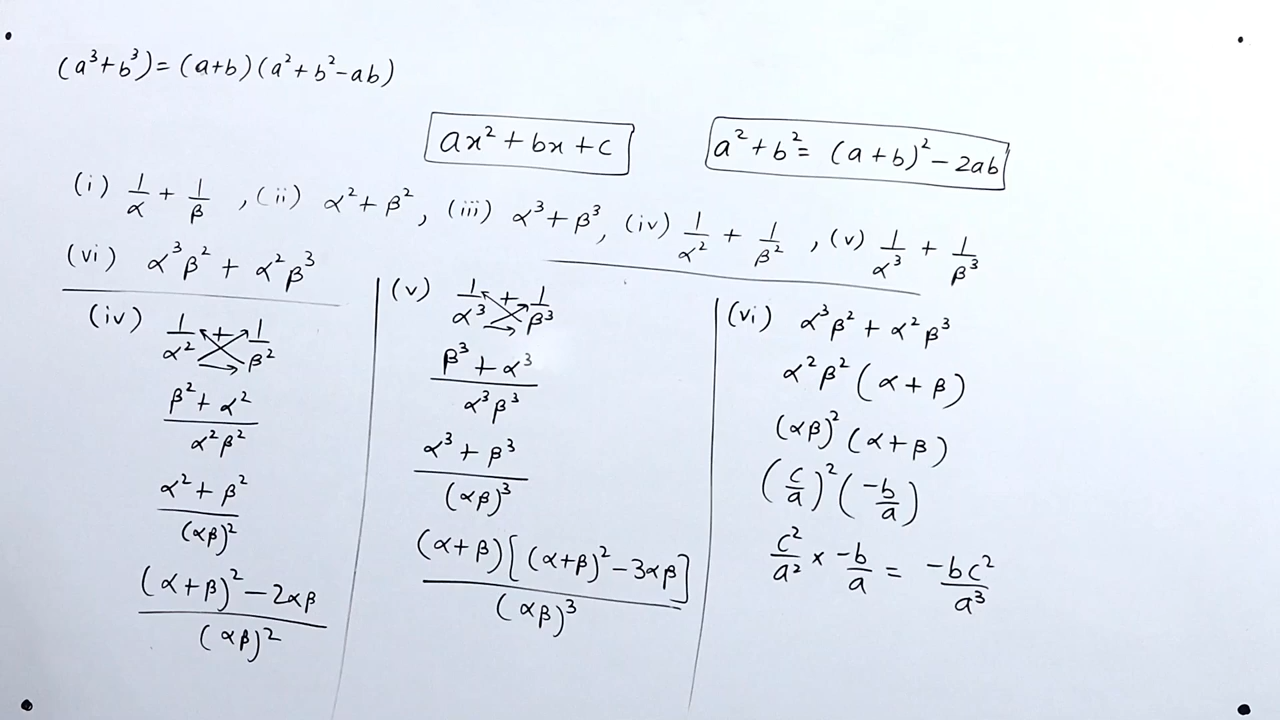 (a³+b³)=(a+b)(a²+b²-ab)
ax²+bx+c
a²+b²= (a+b)²-2ab
(i) 1/α + 1/β , (ii) α²+β², (iii) α³+β³, (iv) 1/α² + 1/β² , (v) 1/α³ + 1/β³
(vi) α³β² + α²β³
(iv) 1/α² + 1/β²
(β²+α²)/(α²β²)
(α²+β²)/(αβ)²
((α+β)²-2αβ)/(αβ)²
(v) 1/α³ + 1/β³
(β³+α³)/(α³β³)
(α³+β³)/(αβ)³
(α+β)[(α+β)²-3αβ]/(αβ)³
(vi) α³β²+α²β³
α²β²(α+β)
(αβ)²(α+β)
(c/a)²(-b/a)
c²/a² × -b/a = -bc²/a³